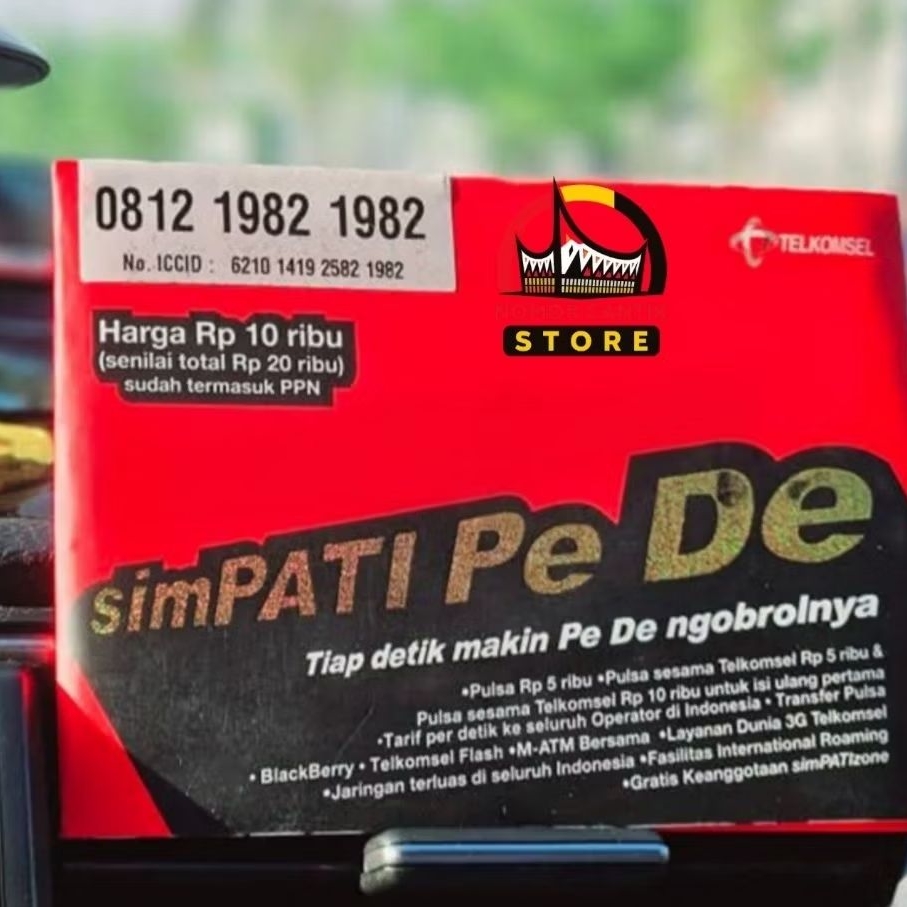 0812 1982 1982
No. ICCID : 6210 1419 2582 1982
TELKOMSEL
STORE
Harga Rp 10 ribu
(senilai total Rp 20 ribu)
sudah termasuk PPN
simPATI Pe De
Tiap detik makin Pe De ngobrolnya
•Pulsa Rp 5 ribu •Pulsa sesama Telkomsel Rp 5 ribu &
Pulsa sesama Telkomsel Rp 10 ribu untuk isi ulang pertama
•Tarif per detik ke seluruh Operator di Indonesia • Transfer Pulsa
• BlackBerry • Telkomsel Flash •M-ATM Bersama •Layanan Dunia 3G Telkomsel
•Jaringan terluas di seluruh Indonesia •Fasilitas International Roaming
•Gratis Keanggotaan simPATIzone